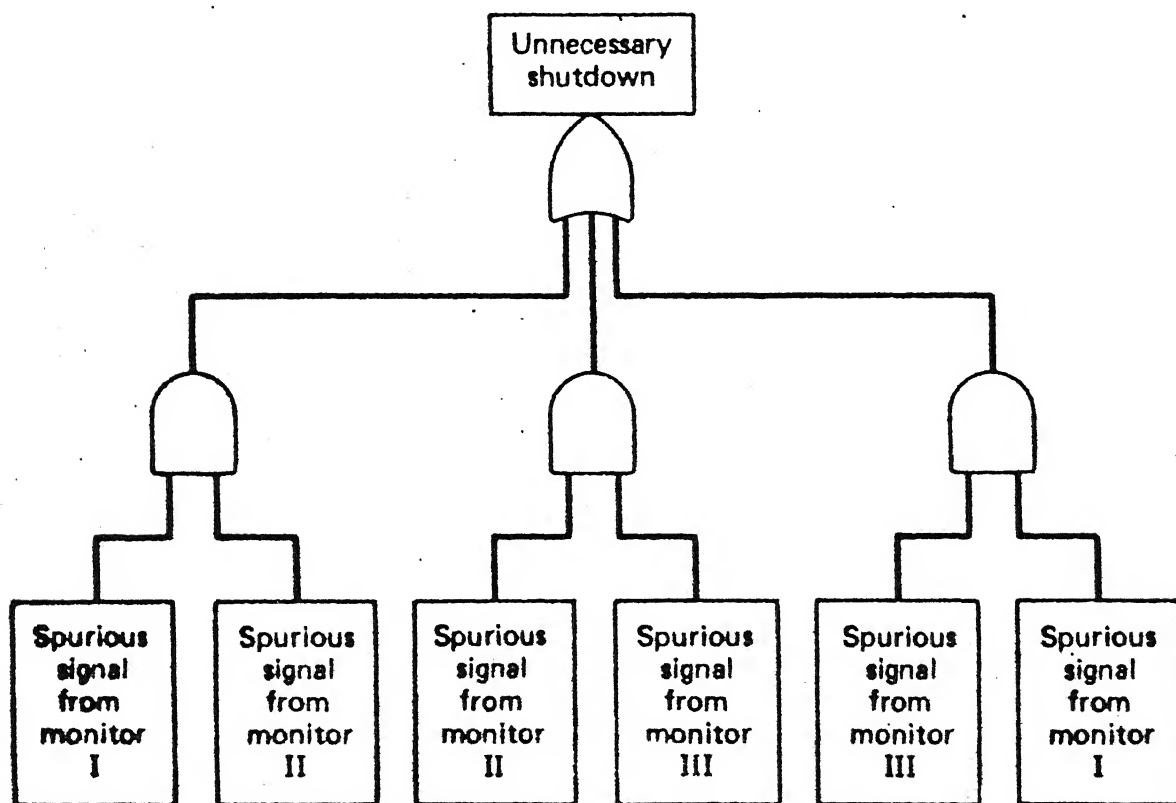 Unnecessary
shutdown
Spurious
signal
from
monitor
I
Spurious
signal
from
monitor
II
Spurious
signal
from
monitor
II
Spurious
signal
from
monitor
III
Spurious
signal
from
monitor
III
Spurious
signal
from
monitor
I